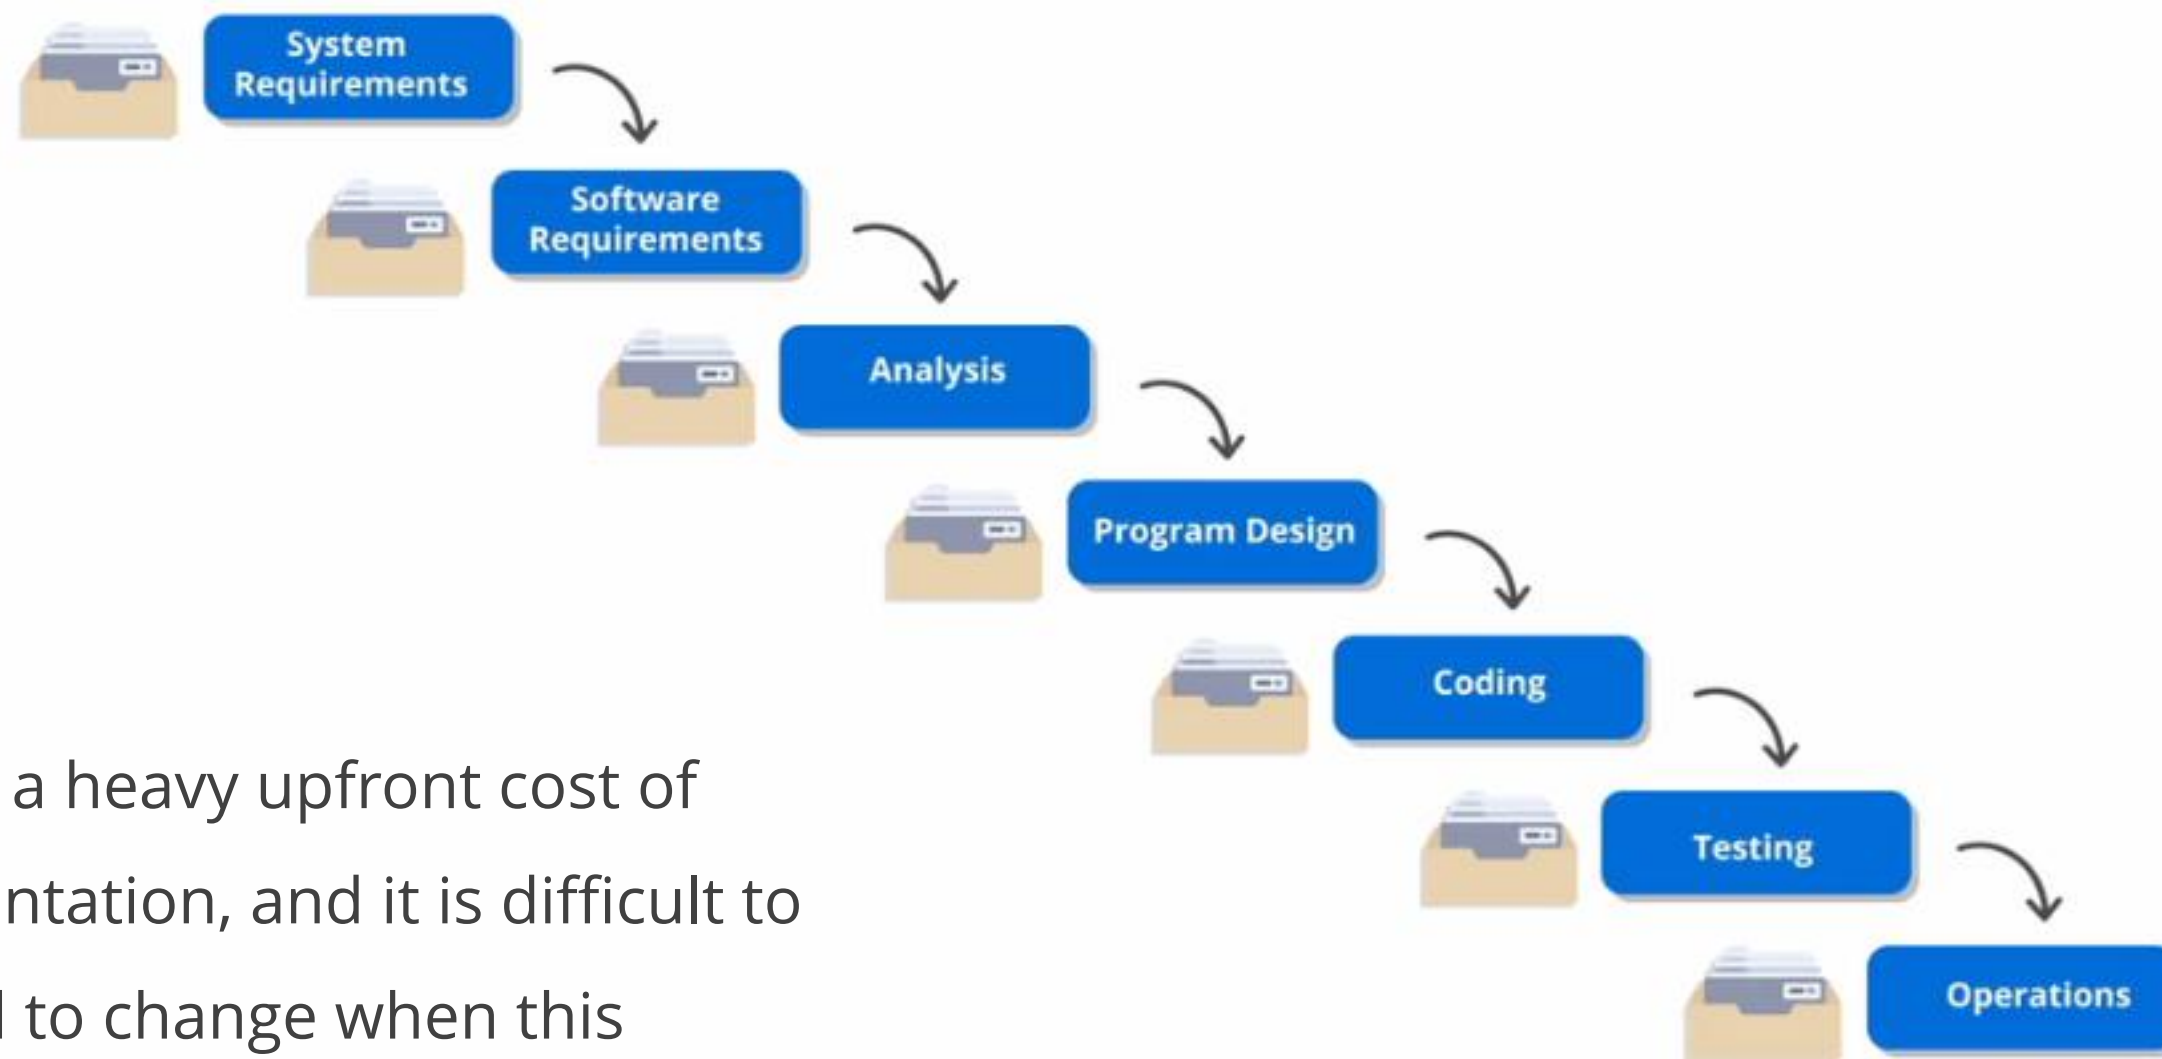 System
Requirements
Software
Requirements
Analysis
Program Design
Coding
Testing
Operations
a heavy upfront cost of
ntation, and it is difficult to
to change when this